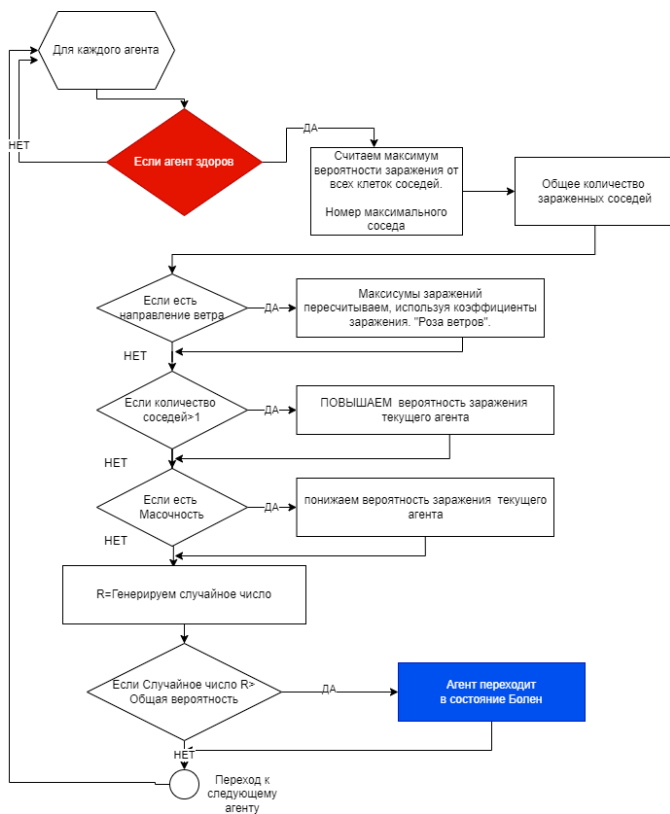 Для каждого агента
НЕТ
Если агент здоров
ДА
Считаем максимум
вероятности заражения от
всех клеток соседей.
Номер максимального
соседа
Общее количество
зараженных соседей
Если есть
направление ветра
ДА
Максисумы заражений
пересчитываем, используя коэффициенты
заражения. "Роза ветров".
НЕТ
Если количество
соседей>1
ДА
ПОВЫШАЕМ вероятность заражения
текущего агента
НЕТ
Если есть
Масочность
ДА
понижаем вероятность заражения текущего
агента
НЕТ
R=Генерируем случайное число
Если Случайное число R>
Общая вероятность
ДА
Агент переходит
в состояние Болен
НЕТ
Переход к
следующему
агенту